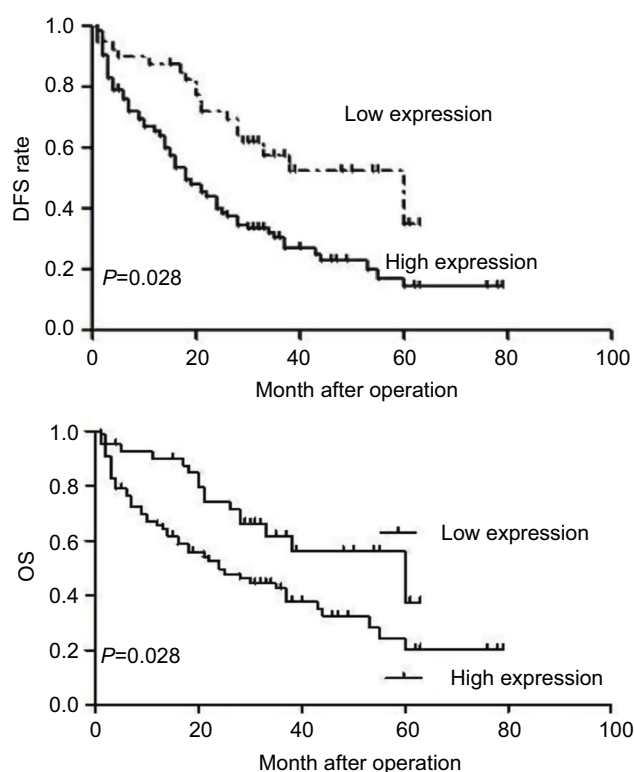 1.0
0.8
0.6
0.4
0.2
0.0
DFS rate
Low expression
High expression
P=0.028
0 20 40 60 80 100
Month after operation
1.0
0.8
0.6
0.4
0.2
0.0
OS
Low expression
P=0.028
High expression
0 20 40 60 80 100
Month after operation